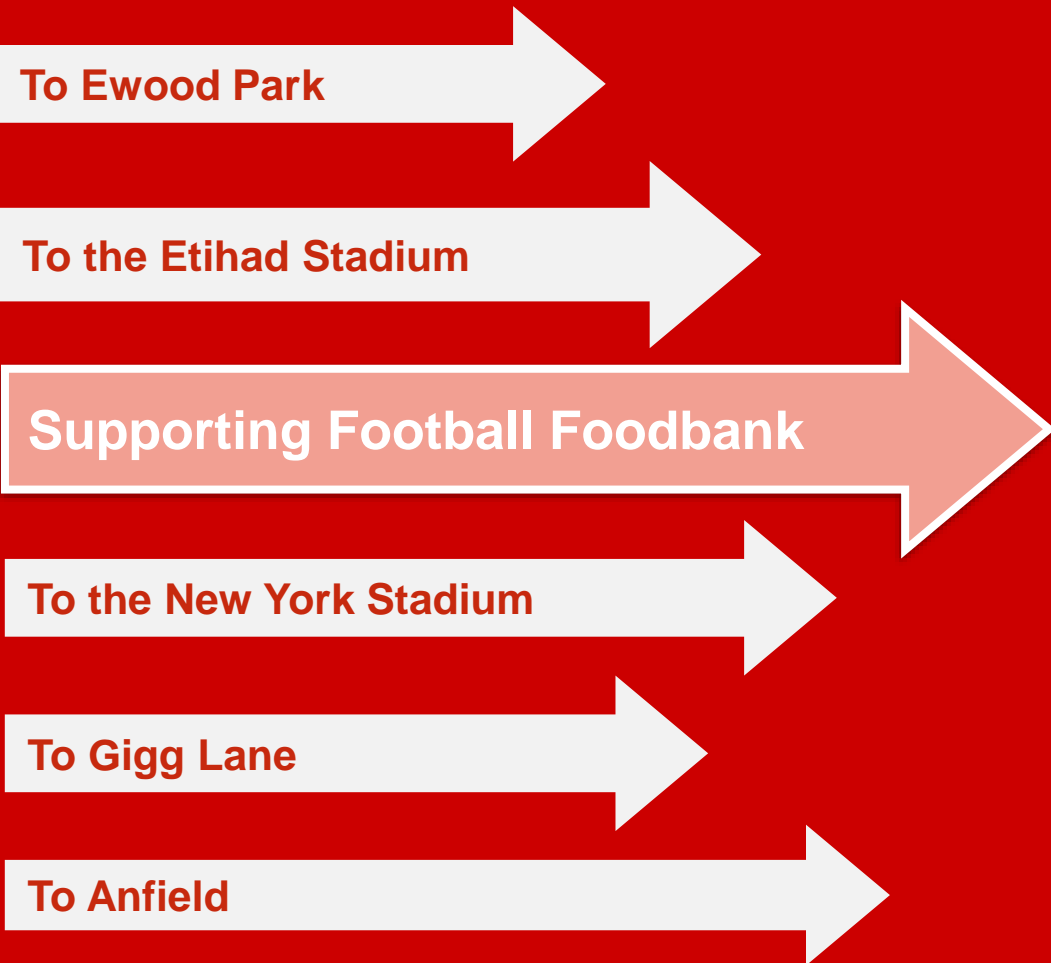 To Ewood Park
To the Etihad Stadium
Supporting Football Foodbank
To the New York Stadium
To Gigg Lane
To Anfield